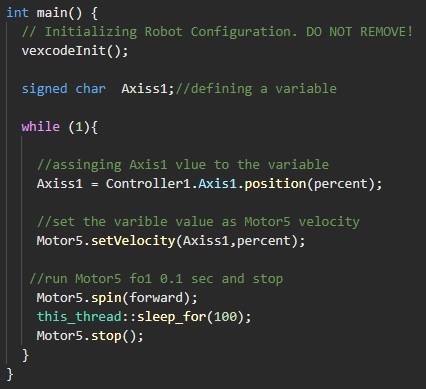 int main() {
// Initializing Robot Configuration. DO NOT REMOVE!
vexcodeInit();
signed char  Axiss1;//defining a variable
while (1){
//assinging Axis1 vlue to the variable
Axiss1 = Controller1.Axis1.position(percent);
//set the varible value as Motor5 velocity
Motor5.setVelocity(Axiss1,percent);
//run Motor5 fo1 0.1 sec and stop
Motor5.spin(forward);
this_thread::sleep_for(100);
Motor5.stop();
}
}